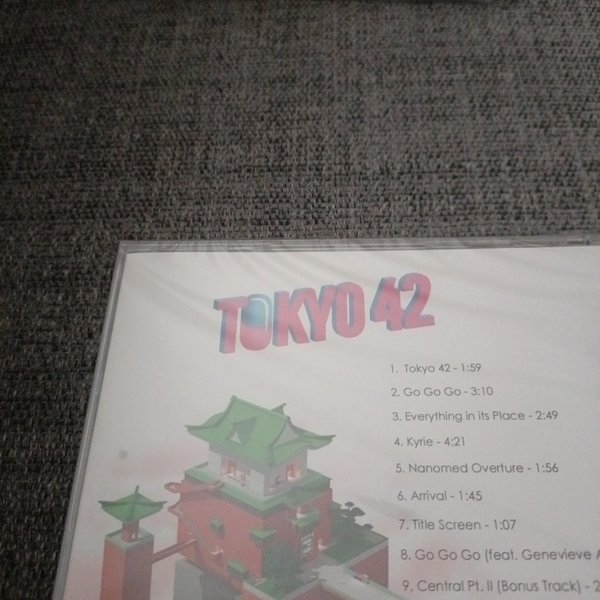 TOKYO 42
1. Tokyo 42 - 1:59
2. Go Go Go - 3:10
3. Everything in its Place - 2:49
4. Kyrie - 4:21
5. Nanomed Overture - 1:56
6. Arrival - 1:45
7. Title Screen - 1:07
8. Go Go Go (feat. Genevieve
9. Central Pt. II (Bonus Track) - 2